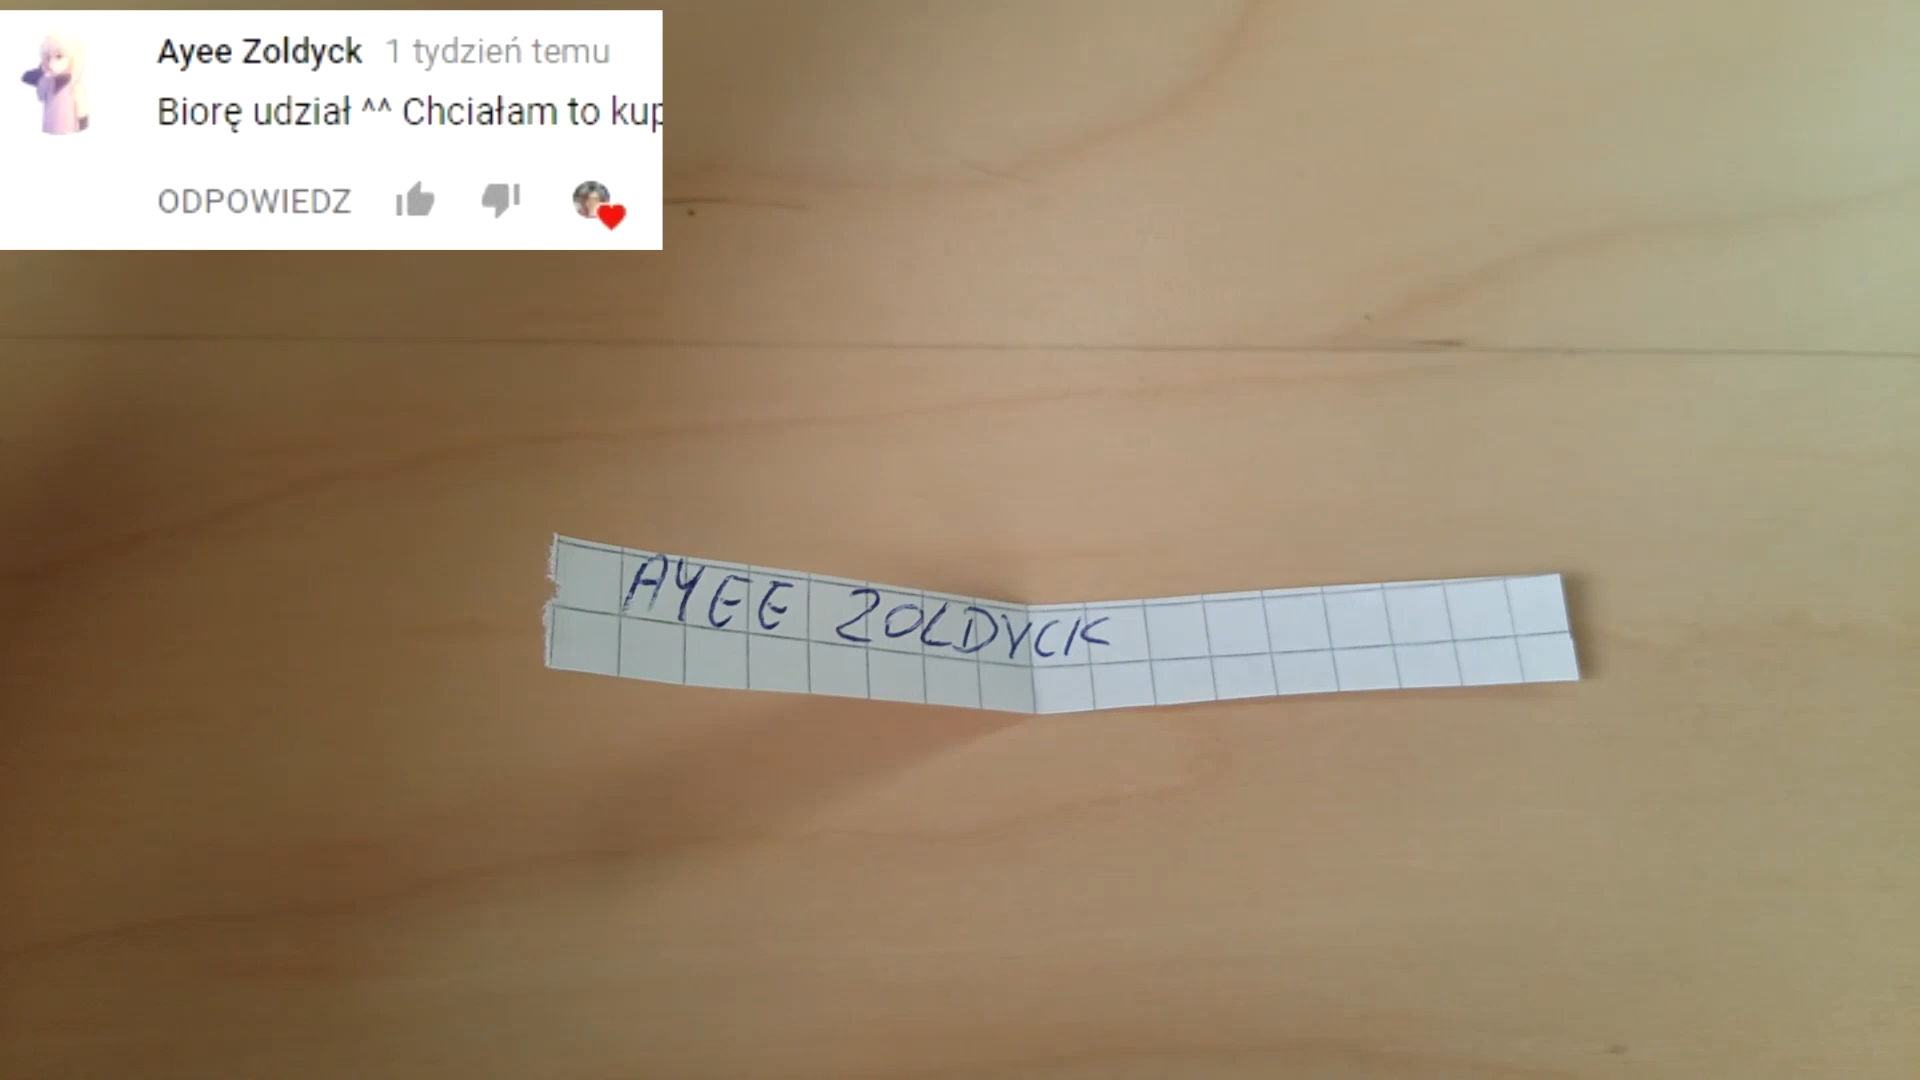 Ayee Zoldyck 1 tydzień temu
Biorę udział ^^ Chciałam to kup
ODPOWIEDZ
AYEE ZOLDYCK